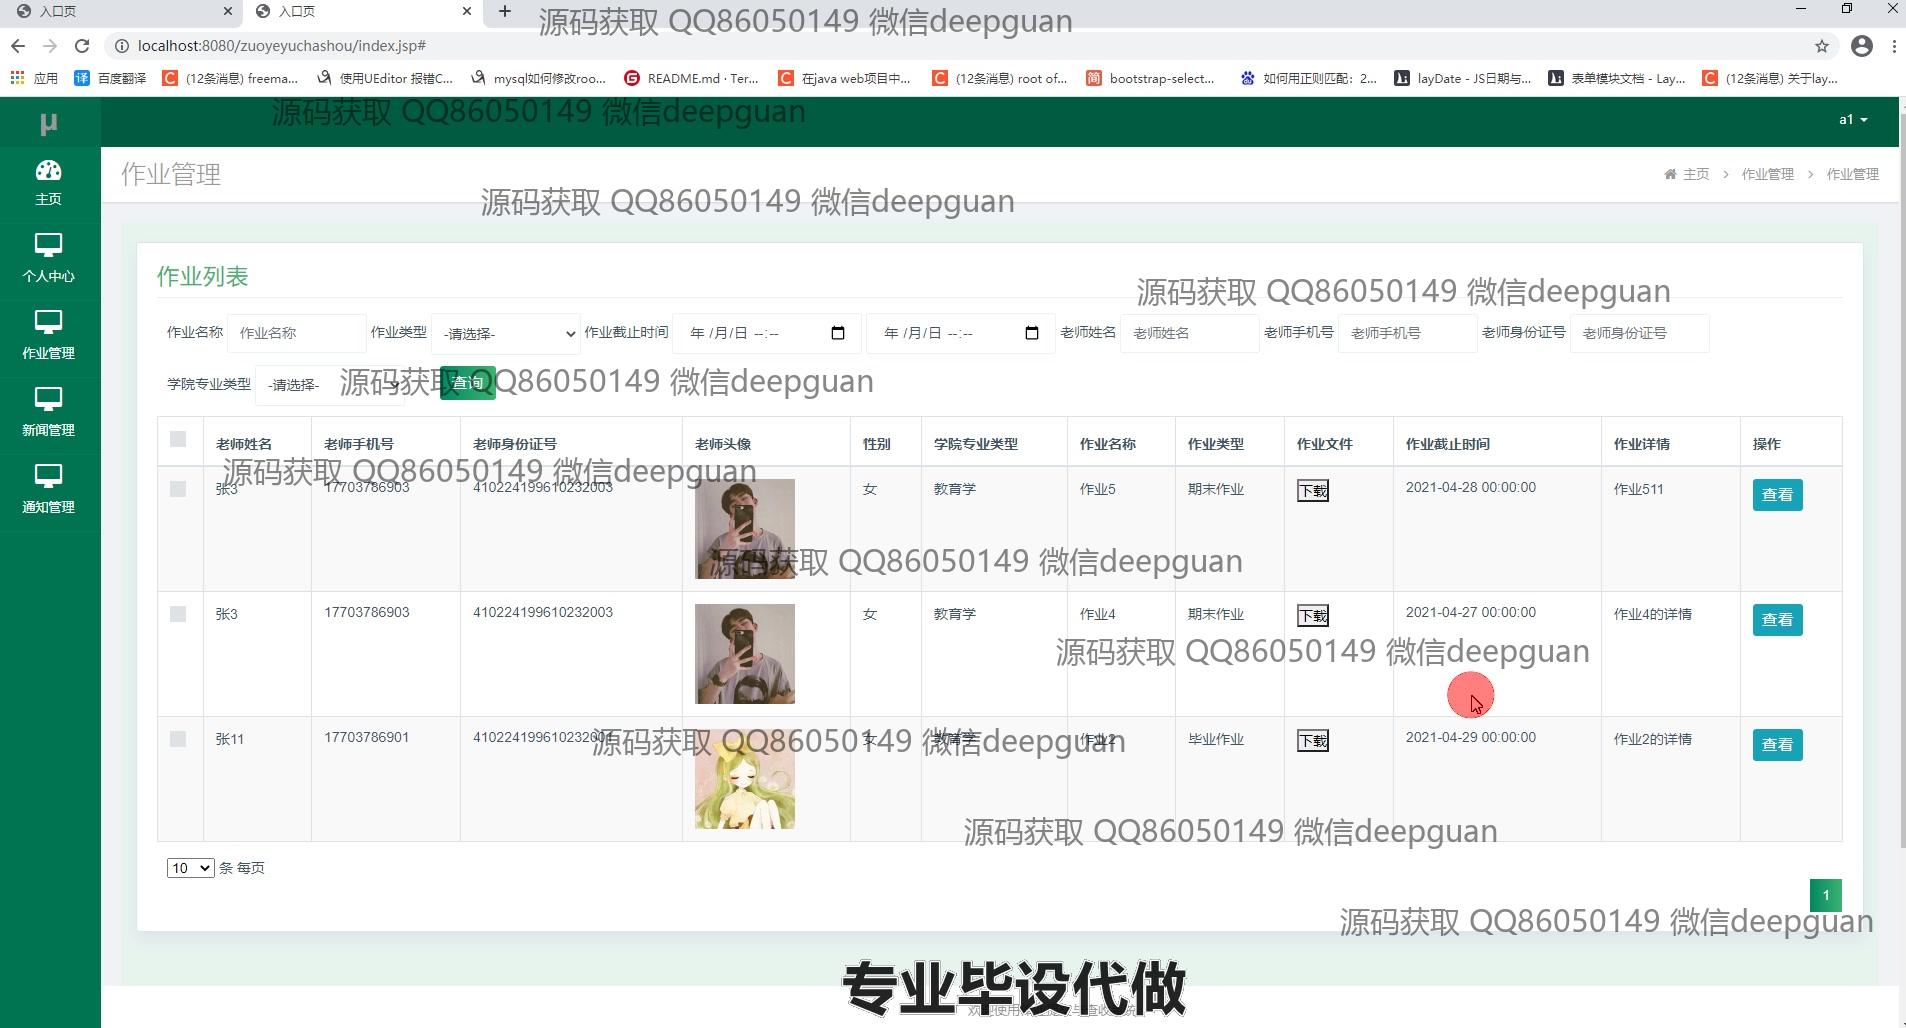 入口页
入口页
源码获取 QQ86050149 微信deepguan
localhost:8080/zuoyeyuchashou/index.jsp#
应用 百度翻译 (12条消息) freema... 使用UEditor 报错C... mysql如何修改roo... README.md · Ter... 在java web项目中... (12条消息) root of... bootstrap-select... 如何用正则匹配：2... layDate - JS日期与... 表单模块文档 - Lay... (12条消息) 关于lay...
源码获取 QQ86050149 微信deepguan
μ
a1
主页
个人中心
作业管理
新闻管理
通知管理
作业管理
主页 > 作业管理 > 作业管理
源码获取 QQ86050149 微信deepguan
作业列表
源码获取 QQ86050149 微信deepguan
作业名称 作业名称 作业类型 -请选择- 作业截止时间 年 /月/日 --:-- 年 /月/日 --:-- 老师姓名 老师姓名 老师手机号 老师手机号 老师身份证号 老师身份证号
学院专业类型 -请选择- 查询
源码获取 QQ86050149 微信deepguan
老师姓名 老师手机号 老师身份证号 老师头像 性别 学院专业类型 作业名称 作业类型 作业文件 作业截止时间 作业详情 操作
源码获取 QQ86050149 微信deepguan
张3 17703786903 410224199610232003 女 教育学 作业5 期末作业 下载 2021-04-28 00:00:00 作业511 查看
源码获取 QQ86050149 微信deepguan
张3 17703786903 410224199610232003 女 教育学 作业4 期末作业 下载 2021-04-27 00:00:00 作业4的详情 查看
源码获取 QQ86050149 微信deepguan
张11 17703786901 410224199610232001 女 教育学 作业2 毕业作业 下载 2021-04-29 00:00:00 作业2的详情 查看
源码获取 QQ86050149 微信deepguan
源码获取 QQ86050149 微信deepguan
10 条 每页
1
源码获取 QQ86050149 微信deepguan
专业毕设代做